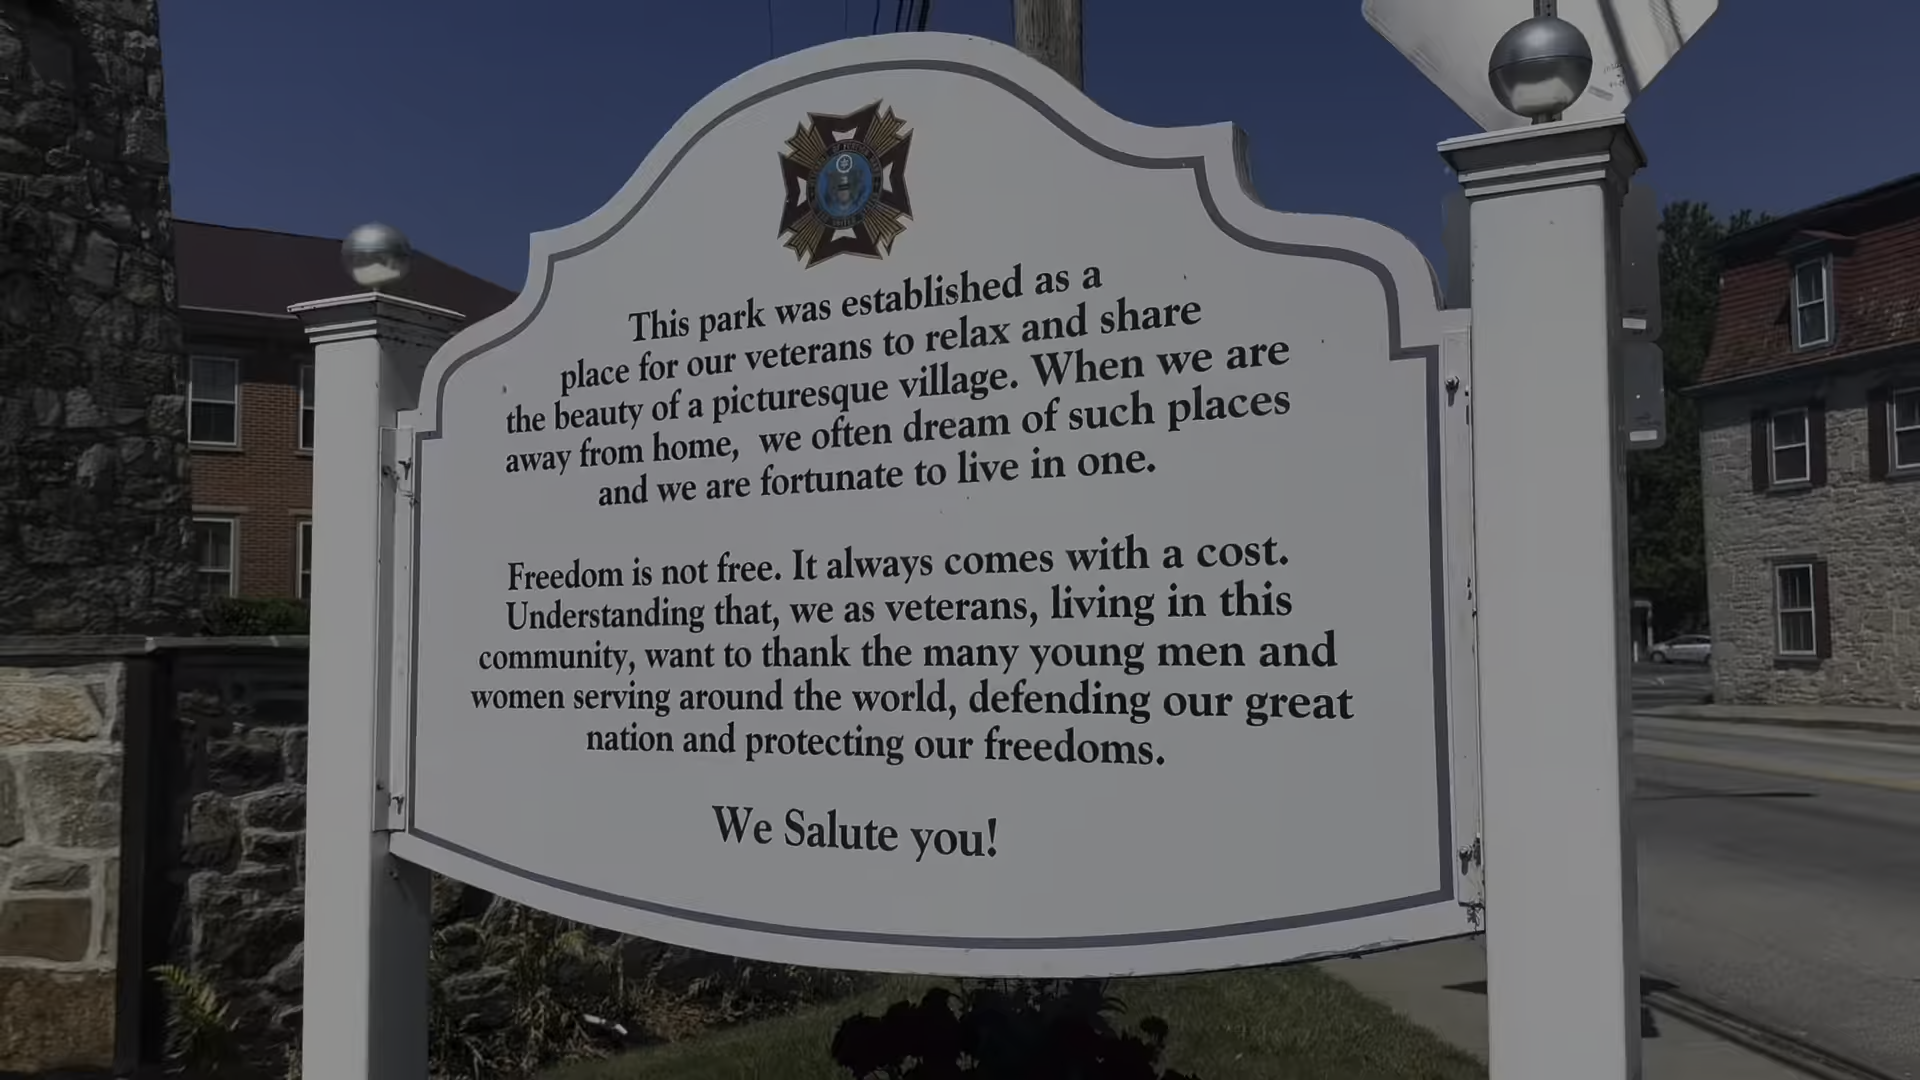 This park was established as a
place for our veterans to relax and share
the beauty of a picturesque village. When we are
away from home, we often dream of such places
and we are fortunate to live in one.
Freedom is not free. It always comes with a cost.
Understanding that, we as veterans, living in this
community, want to thank the many young men and
women serving around the world, defending our great
nation and protecting our freedoms.
We Salute you!